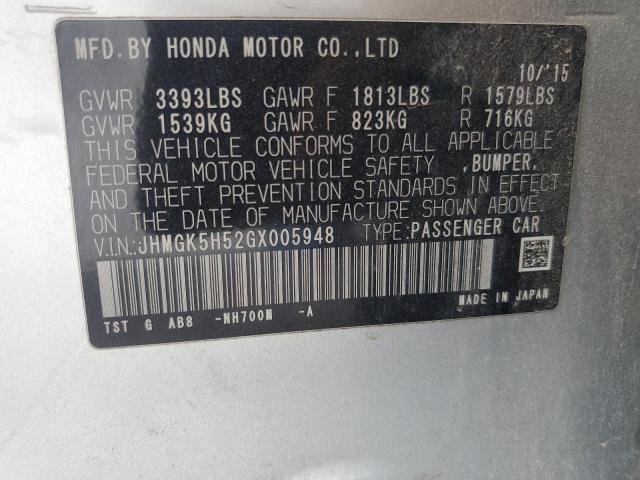 MFD. BY HONDA MOTOR CO., LTD
10/'15
GVWR 3393LBS GAWR F 1813LBS R 1579LBS
GVWR 1539KG GAWR F 823KG R 716KG
THIS VEHICLE CONFORMS TO ALL APPLICABLE
FEDERAL MOTOR VEHICLE SAFETY ,BUMPER,
AND THEFT PREVENTION STANDARDS IN EFFECT
ON THE DATE OF MANUFACTURE SHOWN ABOVE.
V.I.N.:JHMGK5H52GX005948 TYPE:PASSENGER CAR
MADE IN JAPAN
TST G AB8 -NH700M -A